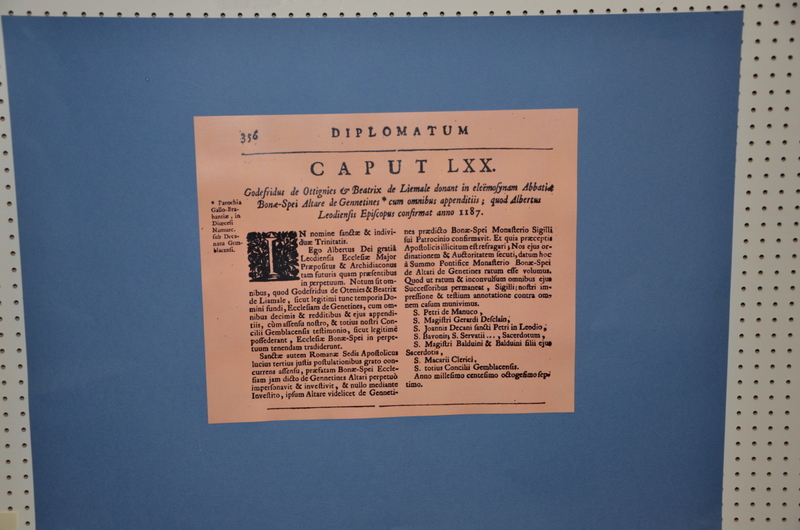 356
DIPLOMATUM
CAPUT LXX.
Godefridus de Ottignies & Beatrix de Liemale donant in eleëmosynam Abbatiæ
Bonæ-Spei Altare de Gennetines * cum omnibus appenditiis; quod Albertus
Leodiensis Episcopus confirmat anno 1187.
* Parochia
Gallo-Bra-
bantiæ, in
Diœcesi
Namurc.
sub Deca-
natu Gem-
blacensi.
IN nomine sanctæ & indivi-
duæ Trinitatis.
Ego Albertus Dei gratiâ
Leodiensis Ecclesiæ Major
Præpositus & Archidiaconus
tam futuris quam præsentibus
in perpetuum. Notum sit om-
nibus, quod Godefridus de Otenies & Beatrix
de Liamale, sicut legitimi tunc temporis Do-
mini fundi, Ecclesiam de Genetines, cum om-
nibus decimis & redditibus & ejus appendi-
tiis, cùm assensu nostro, & totius nostri Con-
cilii Gemblacensis testimonio, sicut legitimè
possederant, Ecclesiæ Bonæ-Spei in perpe-
tuum tenendam tradiderunt.
Sanctæ autem Romanæ Sedis Apostolicus
lucius tertius justis postulationibus grato con-
currens assensu, præfatam Bonæ-Spei Eccle-
siam jam dicto de Gennetines Altari perpetuò
impersonavit & investivit, & nullo mediante
Investito, ipsum Altare videlicet de Genneti-
nes prædicto Bonæ-Spei Monasterio Sigilli
sui Patrocinio confirmavit. Et quia præceptis
Apostolicis illicitum est refragari, Nos ejus or-
dinationem & Auctoritatem secuti, datum hoc
à Summo Pontifice Monasterio Bonæ-Spei
de Altari de Genetines ratum esse volumus.
Quod ut ratum & inconvulsum omnibus ejus
Successoribus permaneat, Sigilli nostri im-
pressione & testium annotatione contra om-
nem casum munivimus.
S. Petri de Manuco,
S. Magistri Gerardi Desclain,
S. Joannis Decani sancti Petri in Leodio,
S. Bavonis, S. Servatii ..., Sacerdotum,
S. Magistri Balduini & Balduini filii ejus
Sacerdotis,
S. Macarii Clerici,
S. totius Concilii Gemblacensis.
Anno millesimo centesimo octogesimo septi
timo.